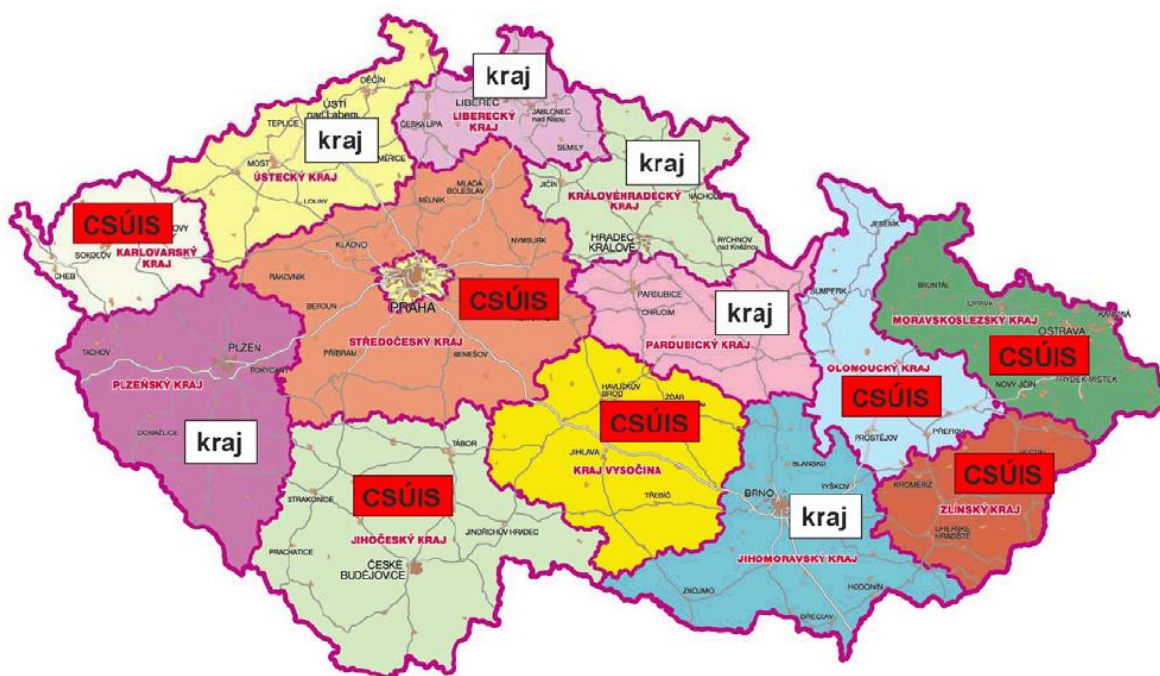 kraj
DĚČÍN
LIBEREC
LIBERECKÝ
KRAJ
JABLONEC
nad Nisou
ČESKÁ LÍPA
SEMILY
ÚSTÍ
nad Labem
TEPLICE
kraj
MOST
ÚSTECKÝ KRAJ
LOUNY
kraj
JIČÍN
KRÁLOVÉHRADECKÝ
KRAJ
NÁCHOD
HRADEC
KRÁLOVÉ
RYCHNOV
nad Kněžnou
MLADÁ
BOLESLAV
MĚLNÍK
NYMBURK
KLADNO
RAKOVNÍK
BEROUN
PRAHA
CSÚIS
STŘEDOČESKÝ KRAJ
PŘÍBRAM
BENEŠOV
CSÚIS
SOKOLOV
KARLOVARSKÝ
KRAJ
CHEB
PARDUBICE
CHRUDIM
kraj
PARDUBICKÝ KRAJ
JESENÍK
ŠUMPERK
OLOMOUCKÝ
KRAJ
CSÚIS
PROSTĚJOV
PŘEROV
BRUNTÁL
OPAVA
MORAVSKOSLEZSKÝ KRAJ
OSTRAVA
KARVINÁ
CSÚIS
NOVÝ JIČÍN
FRÝDEK-MÍSTEK
PLZEŇ
TACHOV
ROKYCANY
PLZEŇSKÝ KRAJ
DOMAŽLICE
kraj
HAVLÍČKŮV
BROD
ŽĎÁR
CSÚIS
JIHLAVA
KRAJ VYSOČINA
TŘEBÍČ
TÁBOR
STRAKONICE
CSÚIS
JINDŘICHŮV HRADEC
JIHOČESKÝ KRAJ
PRACHATICE
ČESKÉ
BUDĚJOVICE
BLANSKO
VYŠKOV
BRNO
kraj
JIHOMORAVSKÝ KRAJ
ZNOJMO
HODONÍN
BŘECLAV
CSÚIS
KROMĚŘÍŽ
ZLÍNSKÝ KRAJ
UHERSKÉ
HRADIŠTĚ